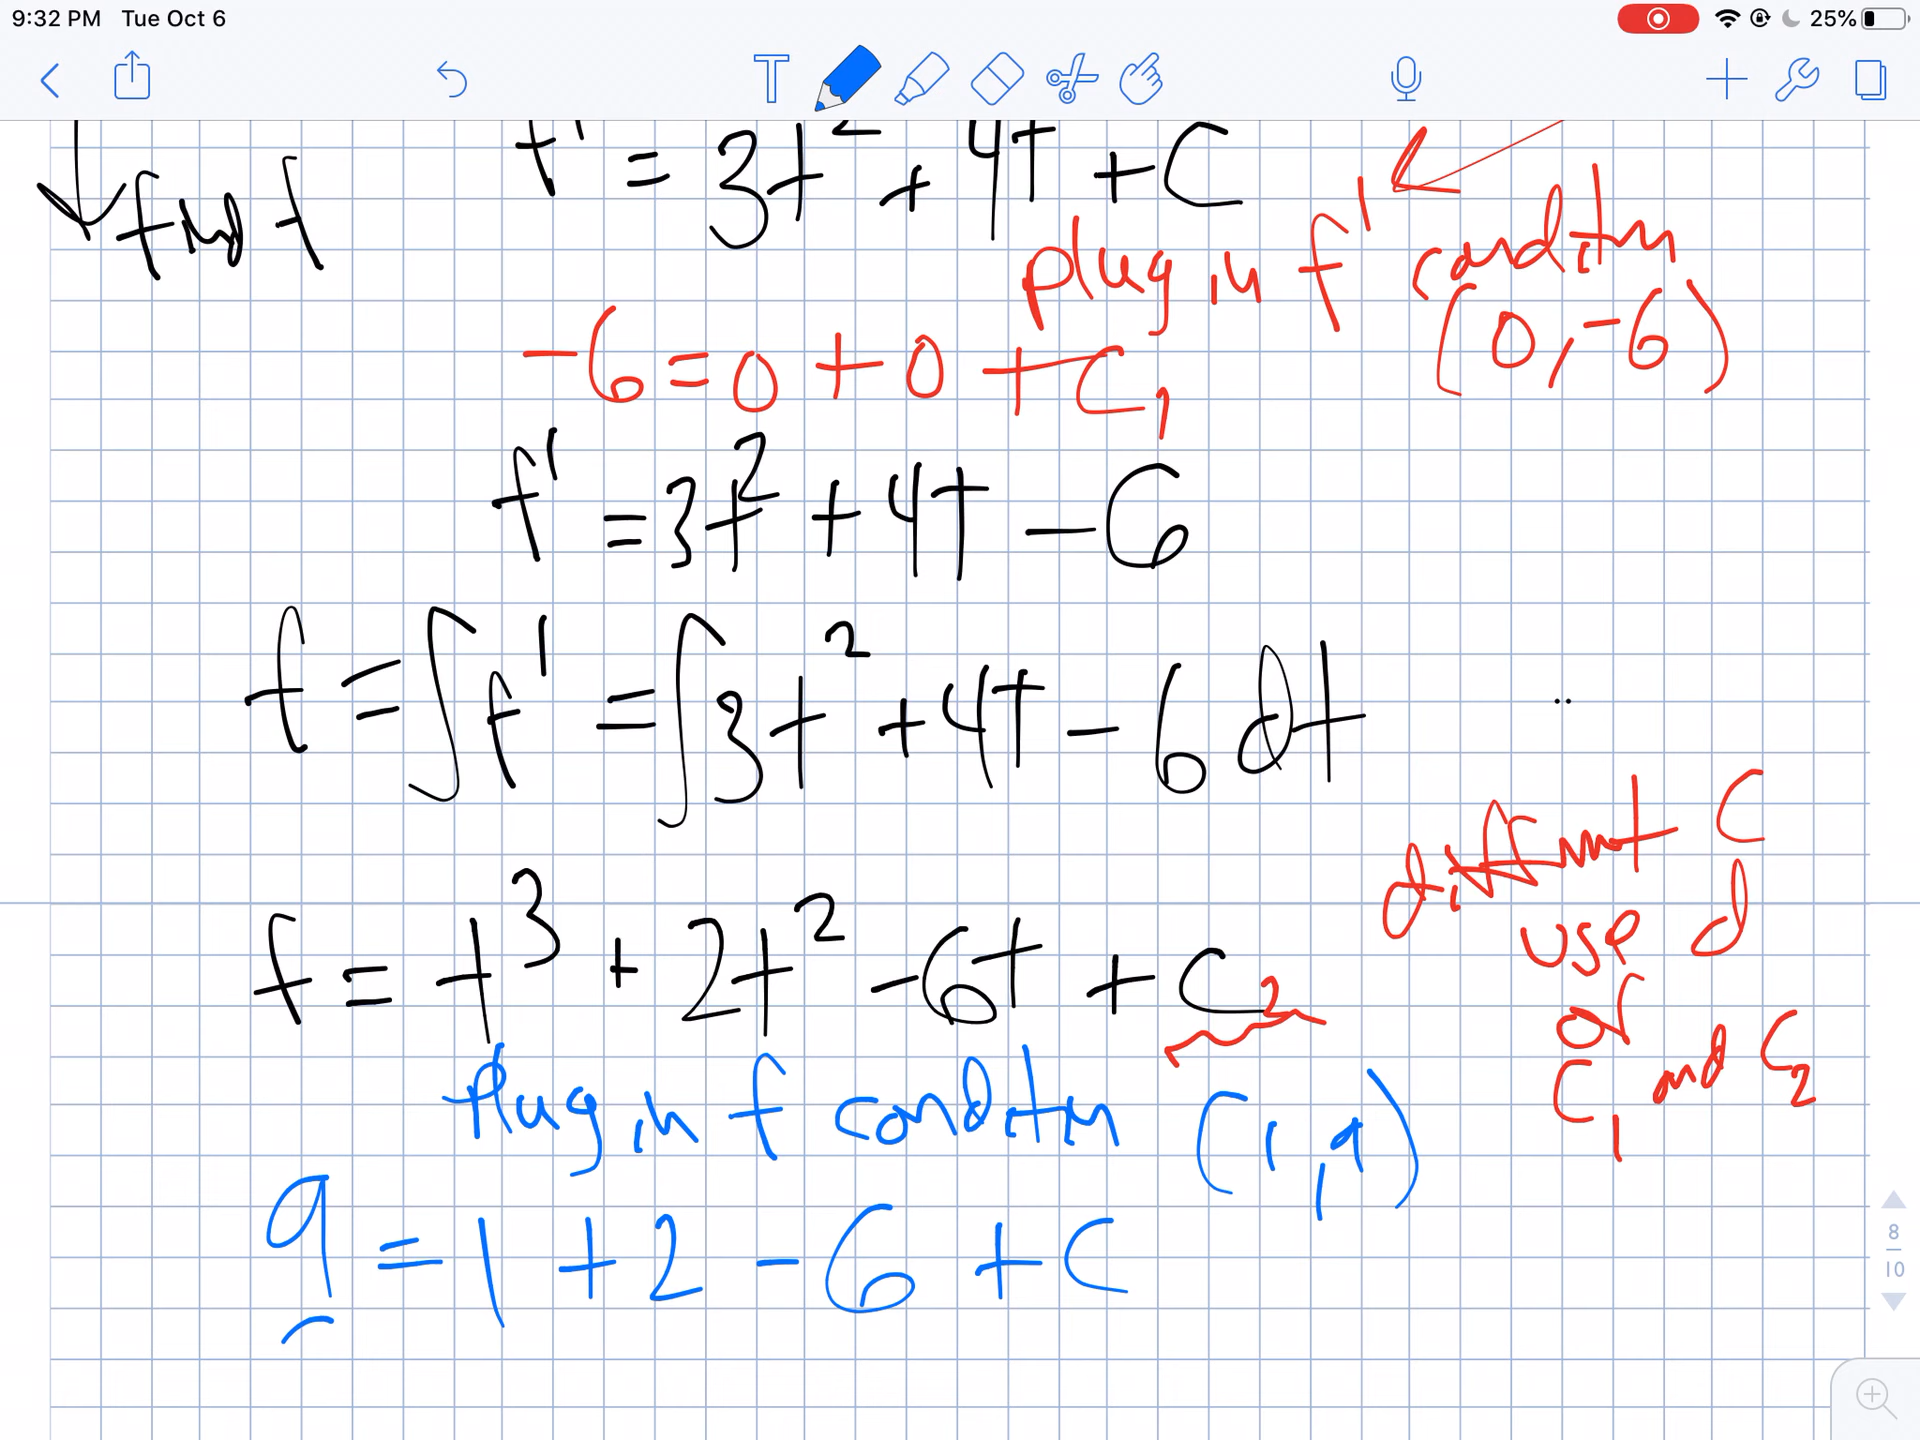 9:32 PM Tue Oct 6
25%
T
f' = 3t² + 4t + C
find f
plug in f' condition
(0, -6)
-6 = 0 + 0 + C₁
f' = 3t² + 4t - 6
f = ∫f' = ∫3t² + 4t - 6 dt
different C
use d
or
C₁ and C₂
f = t³ + 2t² - 6t + C₂
plug in f condition (1, 9)
9 = 1 + 2 - 6 + C
8
10